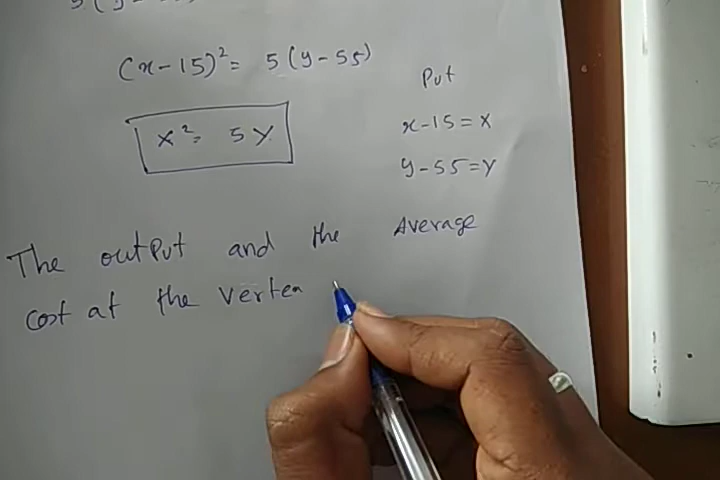 (x-15)² = 5(y-55)
Put
x-15=X
X² = 5Y
y-55=Y
The output and the Average
cost at the vertex